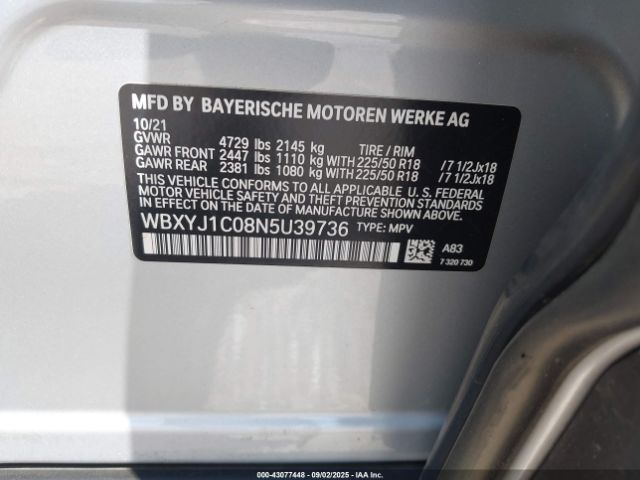 MFD BY BAYERISCHE MOTOREN WERKE AG
10/21
GVWR 4729 lbs 2145 kg TIRE / RIM
GAWR FRONT 2447 lbs 1110 kg WITH 225/50 R18 /7 1/2Jx18
GAWR REAR 2381 lbs 1080 kg WITH 225/50 R18 /7 1/2Jx18
THIS VEHICLE CONFORMS TO ALL APPLICABLE U. S. FEDERAL
MOTOR VEHICLE SAFETY AND THEFT PREVENTION STANDARDS
IN EFFECT ON THE DATE OF MANUFACTURE SHOWN ABOVE.
WBXYJ1C08N5U39736 TYPE: MPV
A83
7 320 730
000-43077448 - 09/02/2025 - IAA Inc.